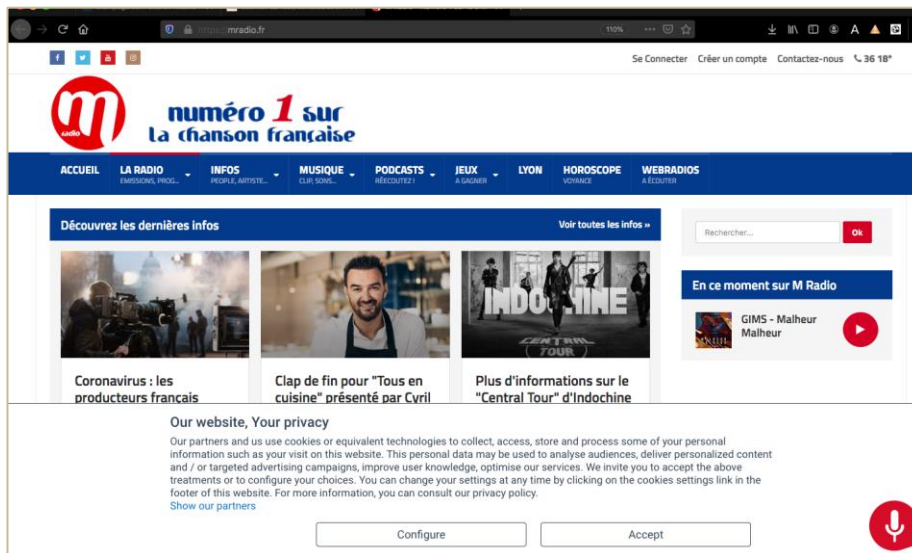 https://mradio.fr
110%
Se Connecter Créer un compte Contactez-nous 36 18*
m
radio
numéro 1 sur
la chanson française
ACCUEIL LA RADIO INFOS MUSIQUE PODCASTS JEUX LYON HOROSCOPE WEBRADIOS
EMISSIONS, PROG... PEOPLE, ARTISTE... CLIP, SONS... RÉECOUTEZ ! A GAGNER VOYANCE A ÉCOUTER
Découvrez les dernières infos Voir toutes les infos »
Rechercher... Ok
En ce moment sur M Radio
GIMS - Malheur
Malheur
INDOCHINE
CENTRAL
TOUR
Coronavirus : les
producteurs français
Clap de fin pour "Tous en
cuisine" présenté par Cyril
Plus d'informations sur le
"Central Tour" d'Indochine
Our website, Your privacy
Our partners and us use cookies or equivalent technologies to collect, access, store and process some of your personal
information such as your visit on this website. This personal data may be used to analyse audiences, deliver personalized content
and / or targeted advertising campaigns, improve user knowledge, optimise our services. We invite you to accept the above
treatments or to configure your choices. You can change your settings at any time by clicking on the cookies settings link in the
footer of this website. For more information, you can consult our privacy policy.
Show our partners
Configure Accept